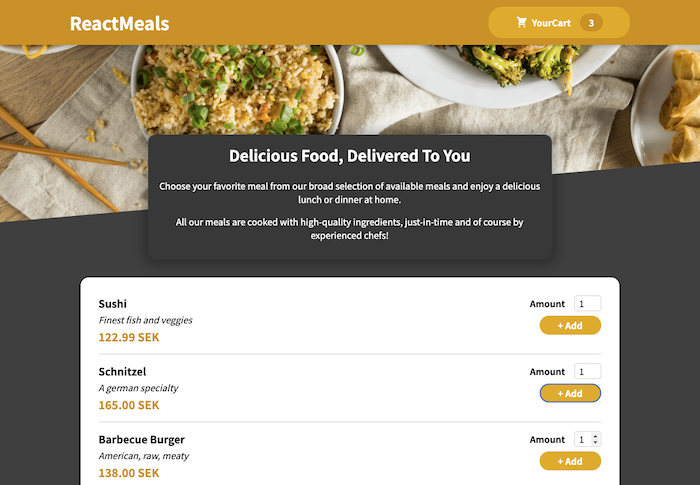 ReactMeals
YourCart 3
Delicious Food, Delivered To You
Choose your favorite meal from our broad selection of available meals and enjoy a delicious
lunch or dinner at home.
All our meals are cooked with high-quality ingredients, just-in-time and of course by
experienced chefs!
Sushi
Finest fish and veggies
122.99 SEK
Amount 1
+ Add
Schnitzel
A german specialty
165.00 SEK
Amount 1
+ Add
Barbecue Burger
American, raw, meaty
138.00 SEK
Amount 1
+ Add